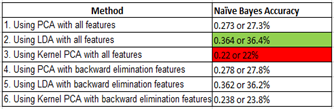 Method Naïve Bayes Accuracy
1. Using PCA with all features 0.273 or 27.3%
2. Using LDA with all features 0.364 or 36.4%
3. Using Kernel PCA with all features 0.22 or 22%
4. Using PCA with backward elimination features 0.278 or 27.8%
5. Using LDA with backward elimination features 0.362 or 36.2%
6. Using Kernel PCA with backward elimination features 0.238 or 23.8%